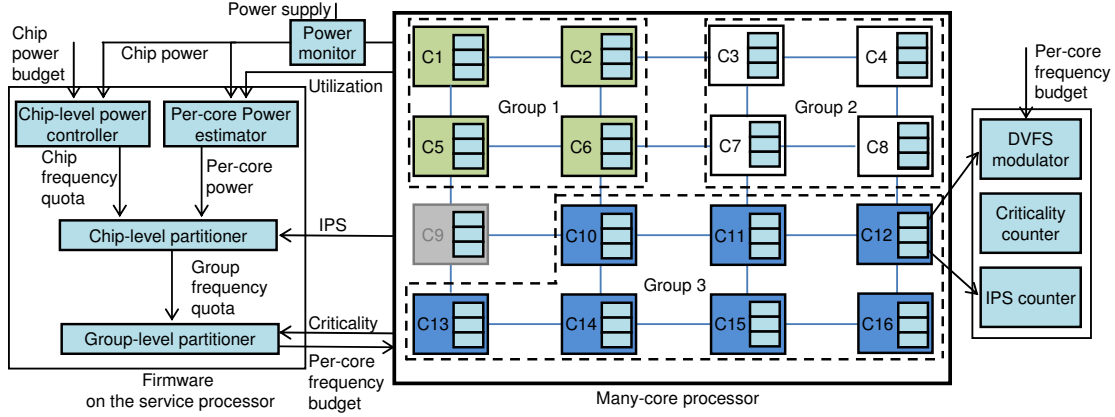 Power supply
Chip
power
budget
Chip power
Power
monitor
Utilization
Chip-level power
controller
Per-core Power
estimator
Chip
frequency
quota
Per-core
power
Chip-level partitioner
IPS
Group
frequency
quota
Group-level partitioner
Criticality
Per-core
frequency
budget
Firmware
on the service processor
C1
C2
C3
C4
Group 1
Group 2
C5
C6
C7
C8
C9
C10
C11
C12
Group 3
C13
C14
C15
C16
Many-core processor
Per-core
frequency
budget
DVFS
modulator
Criticality
counter
IPS counter